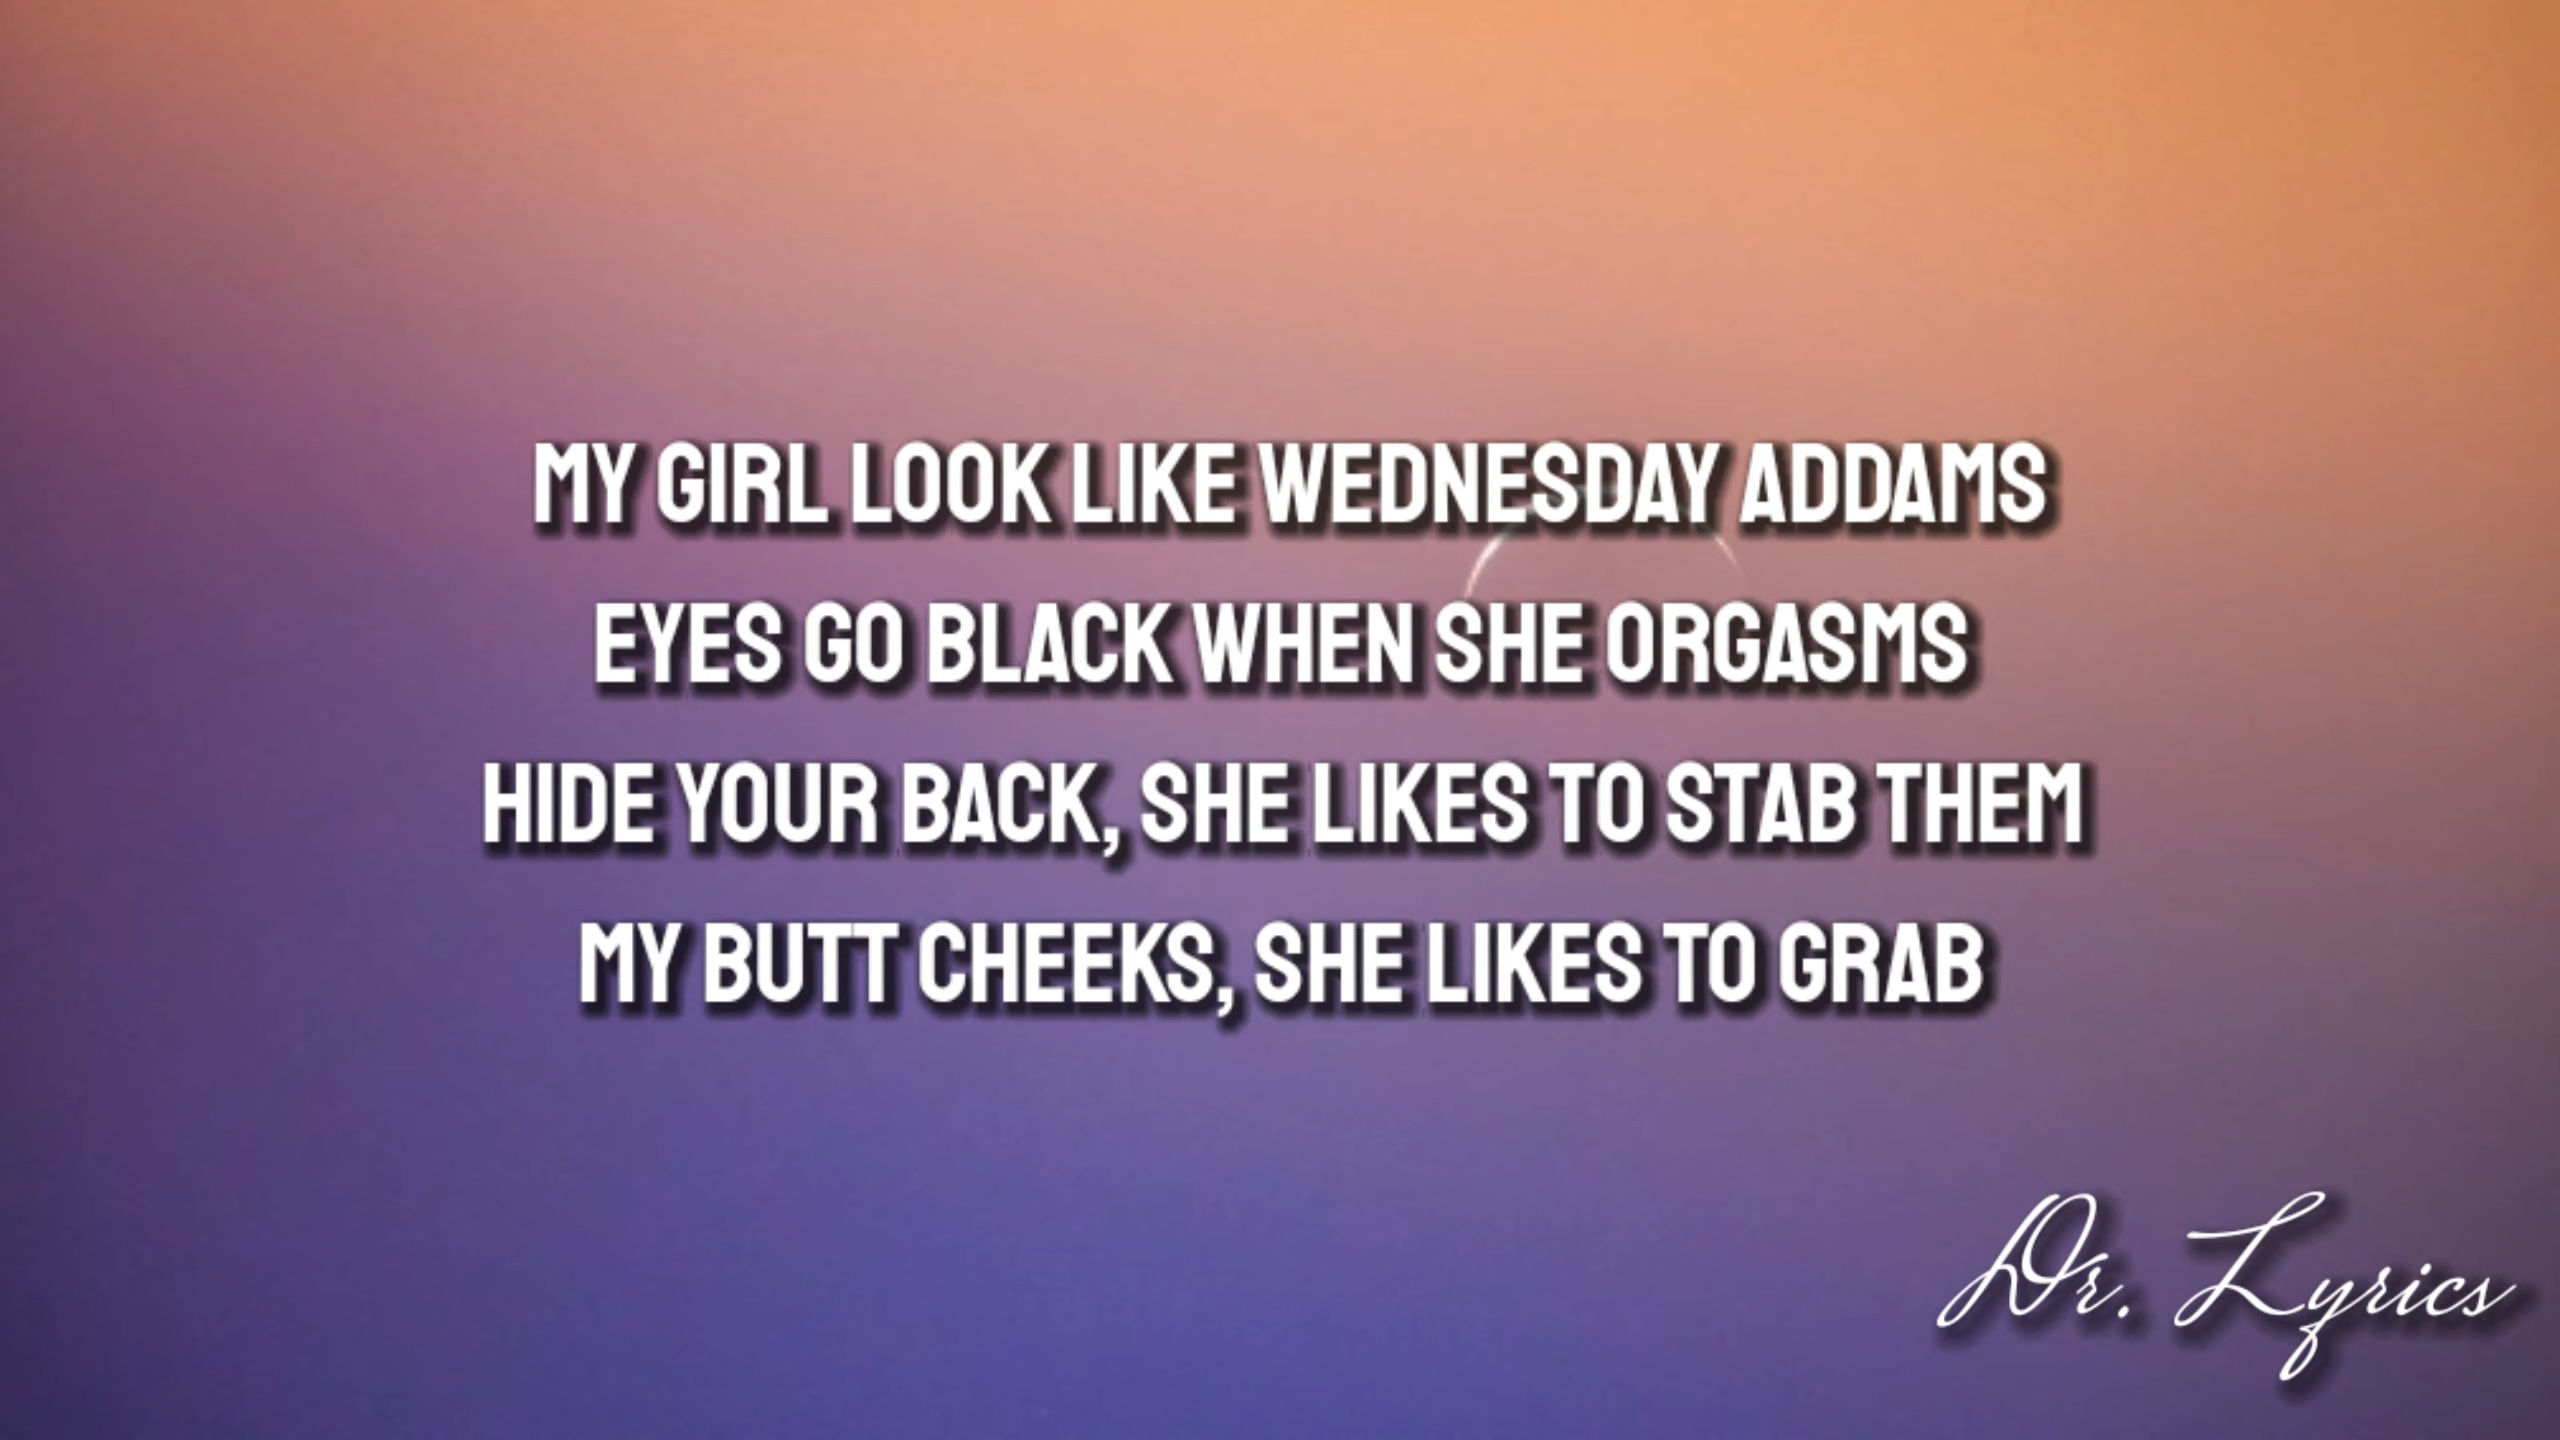 MY GIRL LOOK LIKE WEDNESDAY ADDAMS
EYES GO BLACK WHEN SHE ORGASMS
HIDE YOUR BACK, SHE LIKES TO STAB THEM
MY BUTT CHEEKS, SHE LIKES TO GRAB
Dr. Lyrics